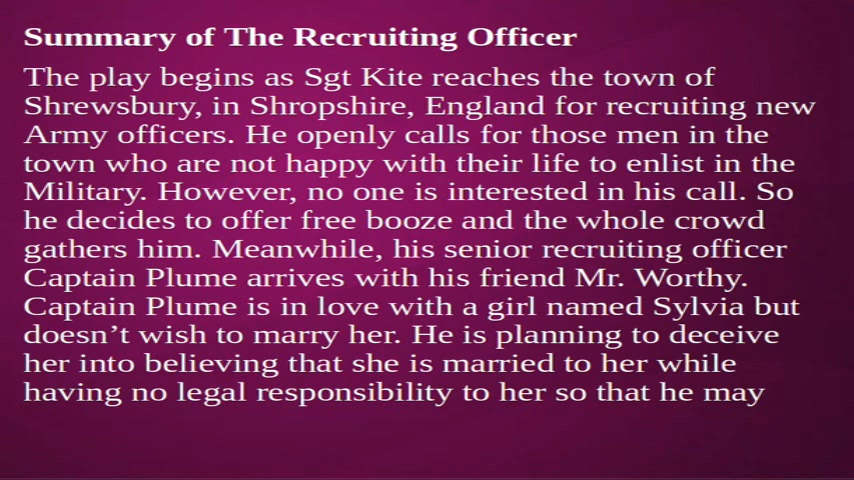 Summary of The Recruiting Officer
The play begins as Sgt Kite reaches the town of
Shrewsbury, in Shropshire, England for recruiting new
Army officers. He openly calls for those men in the
town who are not happy with their life to enlist in the
Military. However, no one is interested in his call. So
he decides to offer free booze and the whole crowd
gathers him. Meanwhile, his senior recruiting officer
Captain Plume arrives with his friend Mr. Worthy.
Captain Plume is in love with a girl named Sylvia but
doesn’t wish to marry her. He is planning to deceive
her into believing that she is married to her while
having no legal responsibility to her so that he may